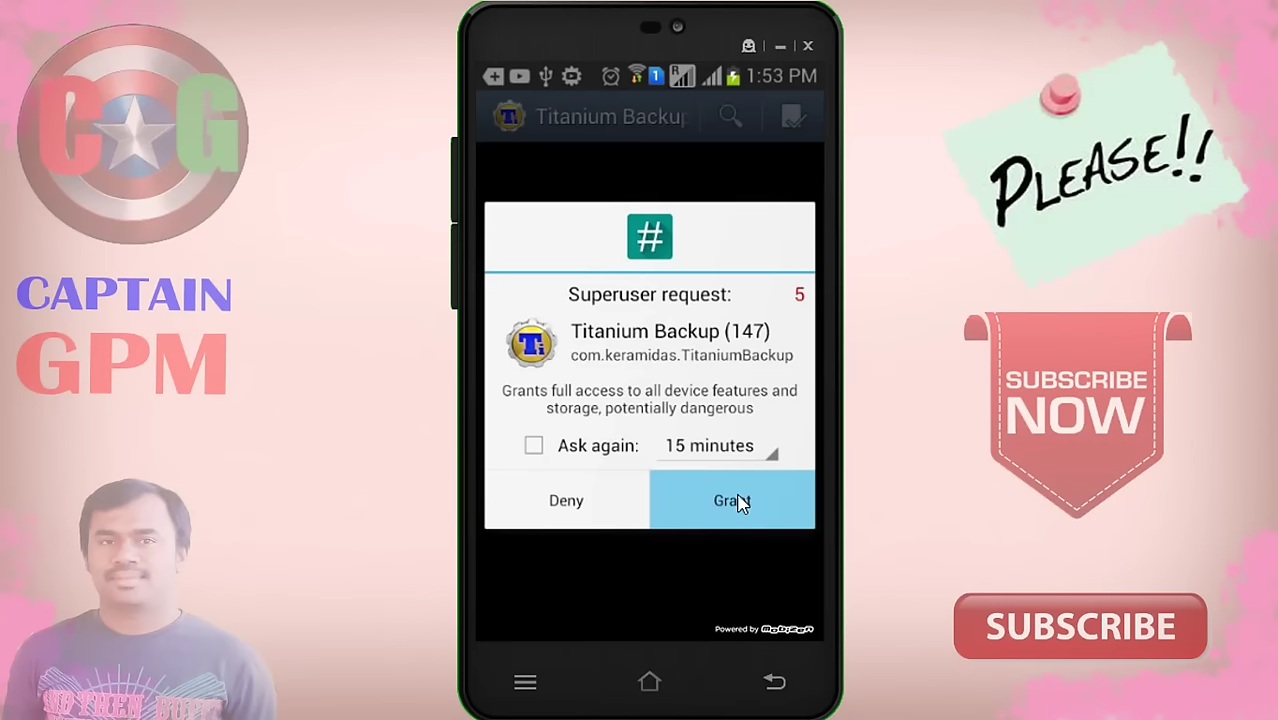 C G
CAPTAIN
GPM
1:53 PM
Titanium Backup
#
Superuser request: 5
Titanium Backup (147)
com.keramidas.TitaniumBackup
Grants full access to all device features and
storage, potentially dangerous
Ask again: 15 minutes
Deny
Grant
Powered by Mobizen
PLEASE!!
SUBSCRIBE
NOW
SUBSCRIBE